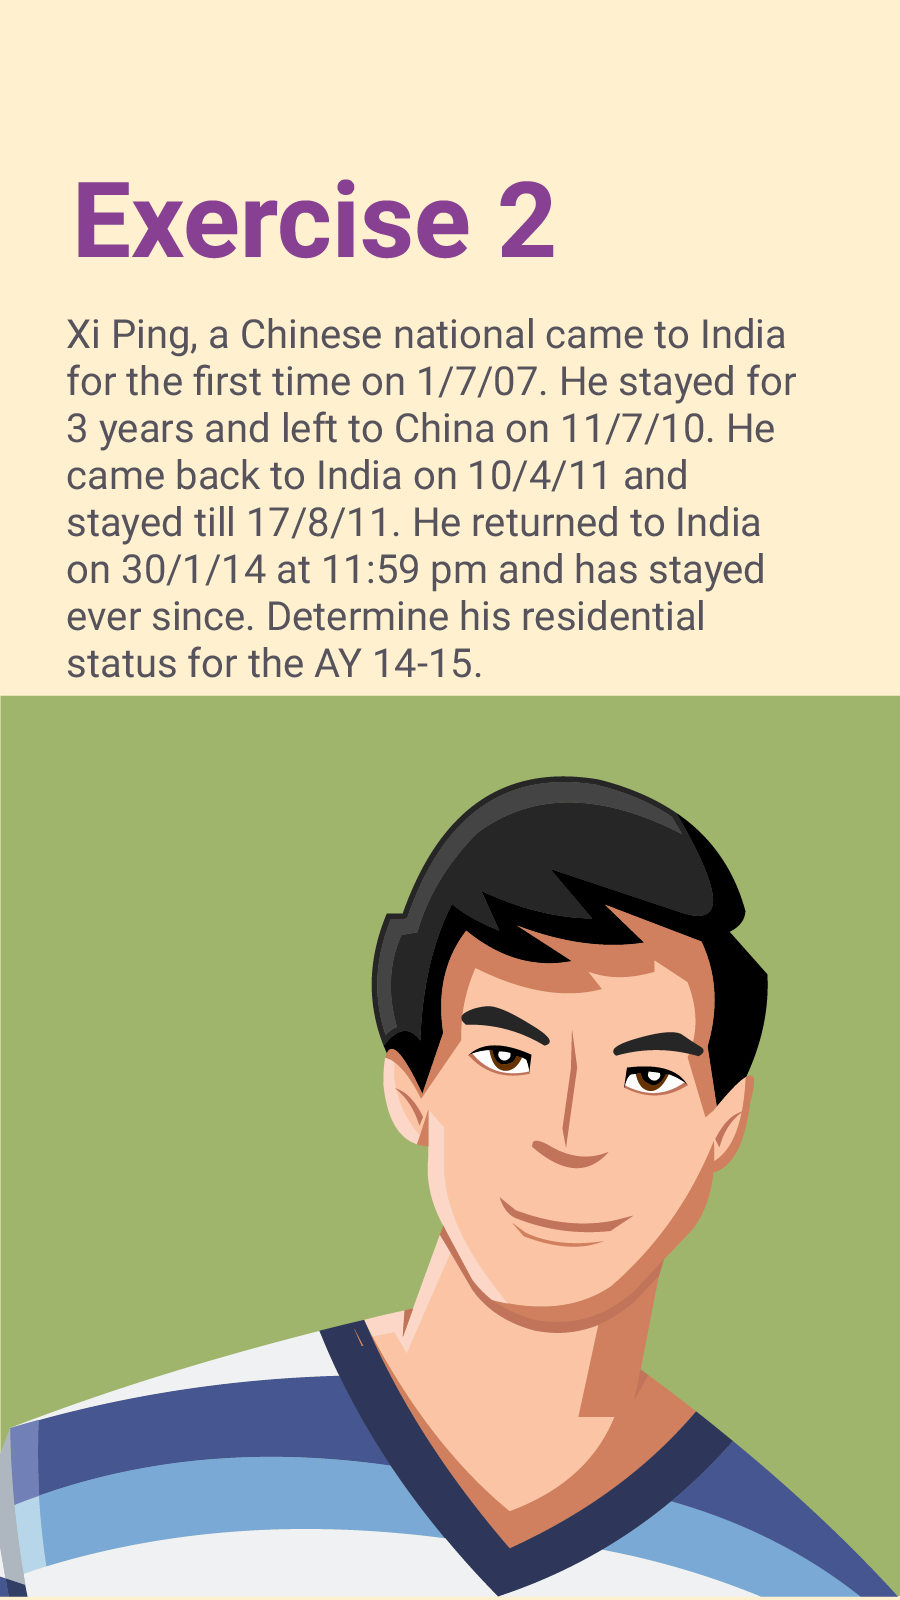 Exercise 2
Xi Ping, a Chinese national came to India
for the first time on 1/7/07. He stayed for
3 years and left to China on 11/7/10. He
came back to India on 10/4/11 and
stayed till 17/8/11. He returned to India
on 30/1/14 at 11:59 pm and has stayed
ever since. Determine his residential
status for the AY 14-15.